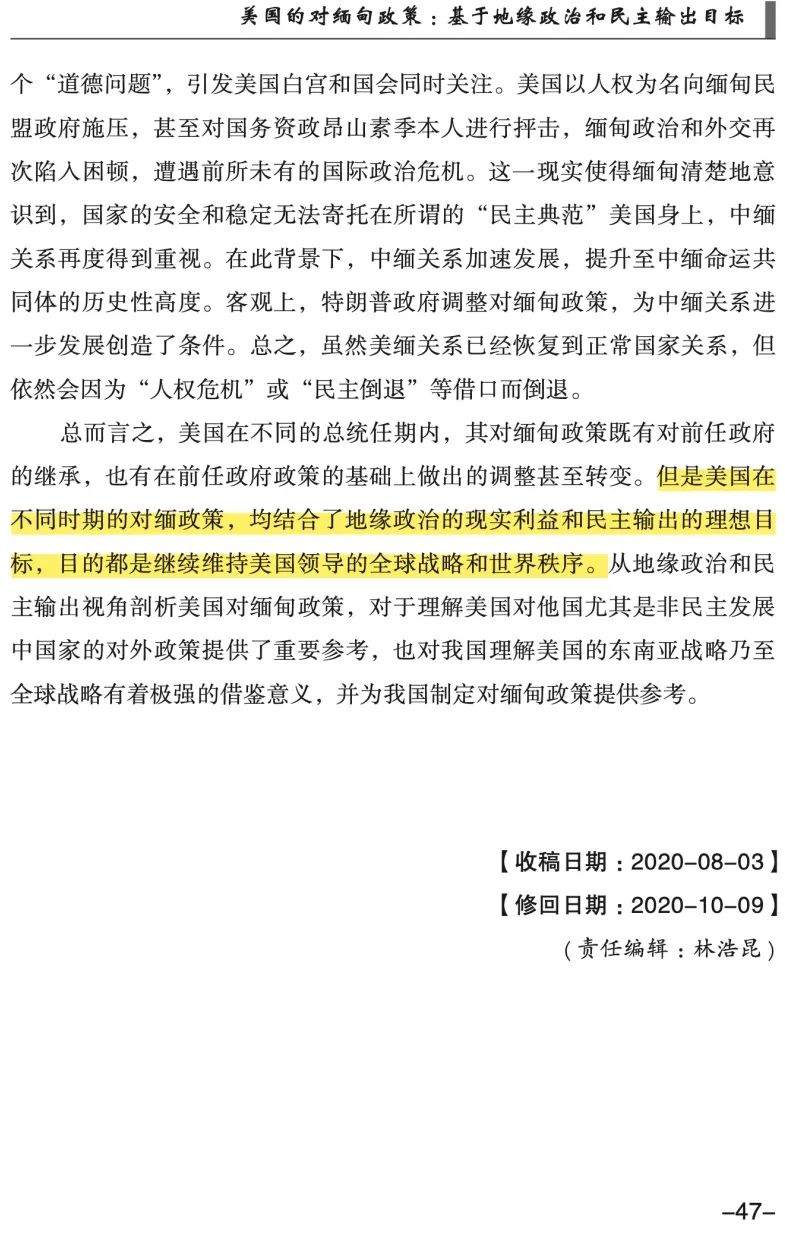 美国的对缅甸政策：基于地缘政治和民主输出目标
个“道德问题”，引发美国白宫和国会同时关注。美国以人权为名向缅甸民
盟政府施压，甚至对国务资政昂山素季本人进行抨击，缅甸政治和外交再
次陷入困顿，遭遇前所未有的国际政治危机。这一现实使得缅甸清楚地意
识到，国家的安全和稳定无法寄托在所谓的“民主典范”美国身上，中缅
关系再度得到重视。在此背景下，中缅关系加速发展，提升至中缅命运共
同体的历史性高度。客观上，特朗普政府调整对缅甸政策，为中缅关系进
一步发展创造了条件。总之，虽然美缅关系已经恢复到正常国家关系，但
依然会因为“人权危机”或“民主倒退”等借口而倒退。
总而言之，美国在不同的总统任期内，其对缅甸政策既有对前任政府
的继承，也有在前任政府政策的基础上做出的调整甚至转变。但是美国在
不同时期的对缅政策，均结合了地缘政治的现实利益和民主输出的理想目
标，目的都是继续维持美国领导的全球战略和世界秩序。从地缘政治和民
主输出视角剖析美国对缅甸政策，对于理解美国对他国尤其是非民主发展
中国家的对外政策提供了重要参考，也对我国理解美国的东南亚战略乃至
全球战略有着极强的借鉴意义，并为我国制定对缅甸政策提供参考。
【收稿日期：2020-08-03】
【修回日期：2020-10-09】
（责任编辑：林浩昆）
-47-